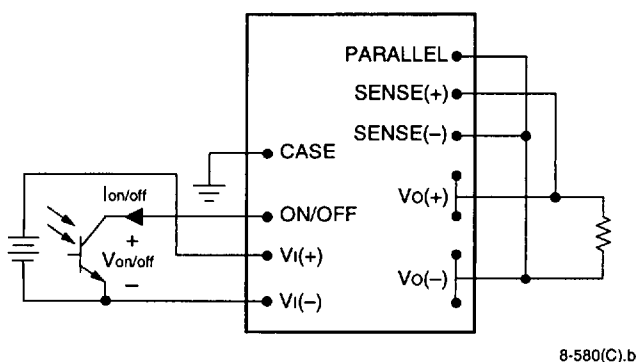 PARALLEL
SENSE(+)
SENSE(–)
CASE
Ion/off
ON/OFF
VO(+)
+
Von/off
–
VI(+)
VI(–)
VO(–)
8-580(C).b